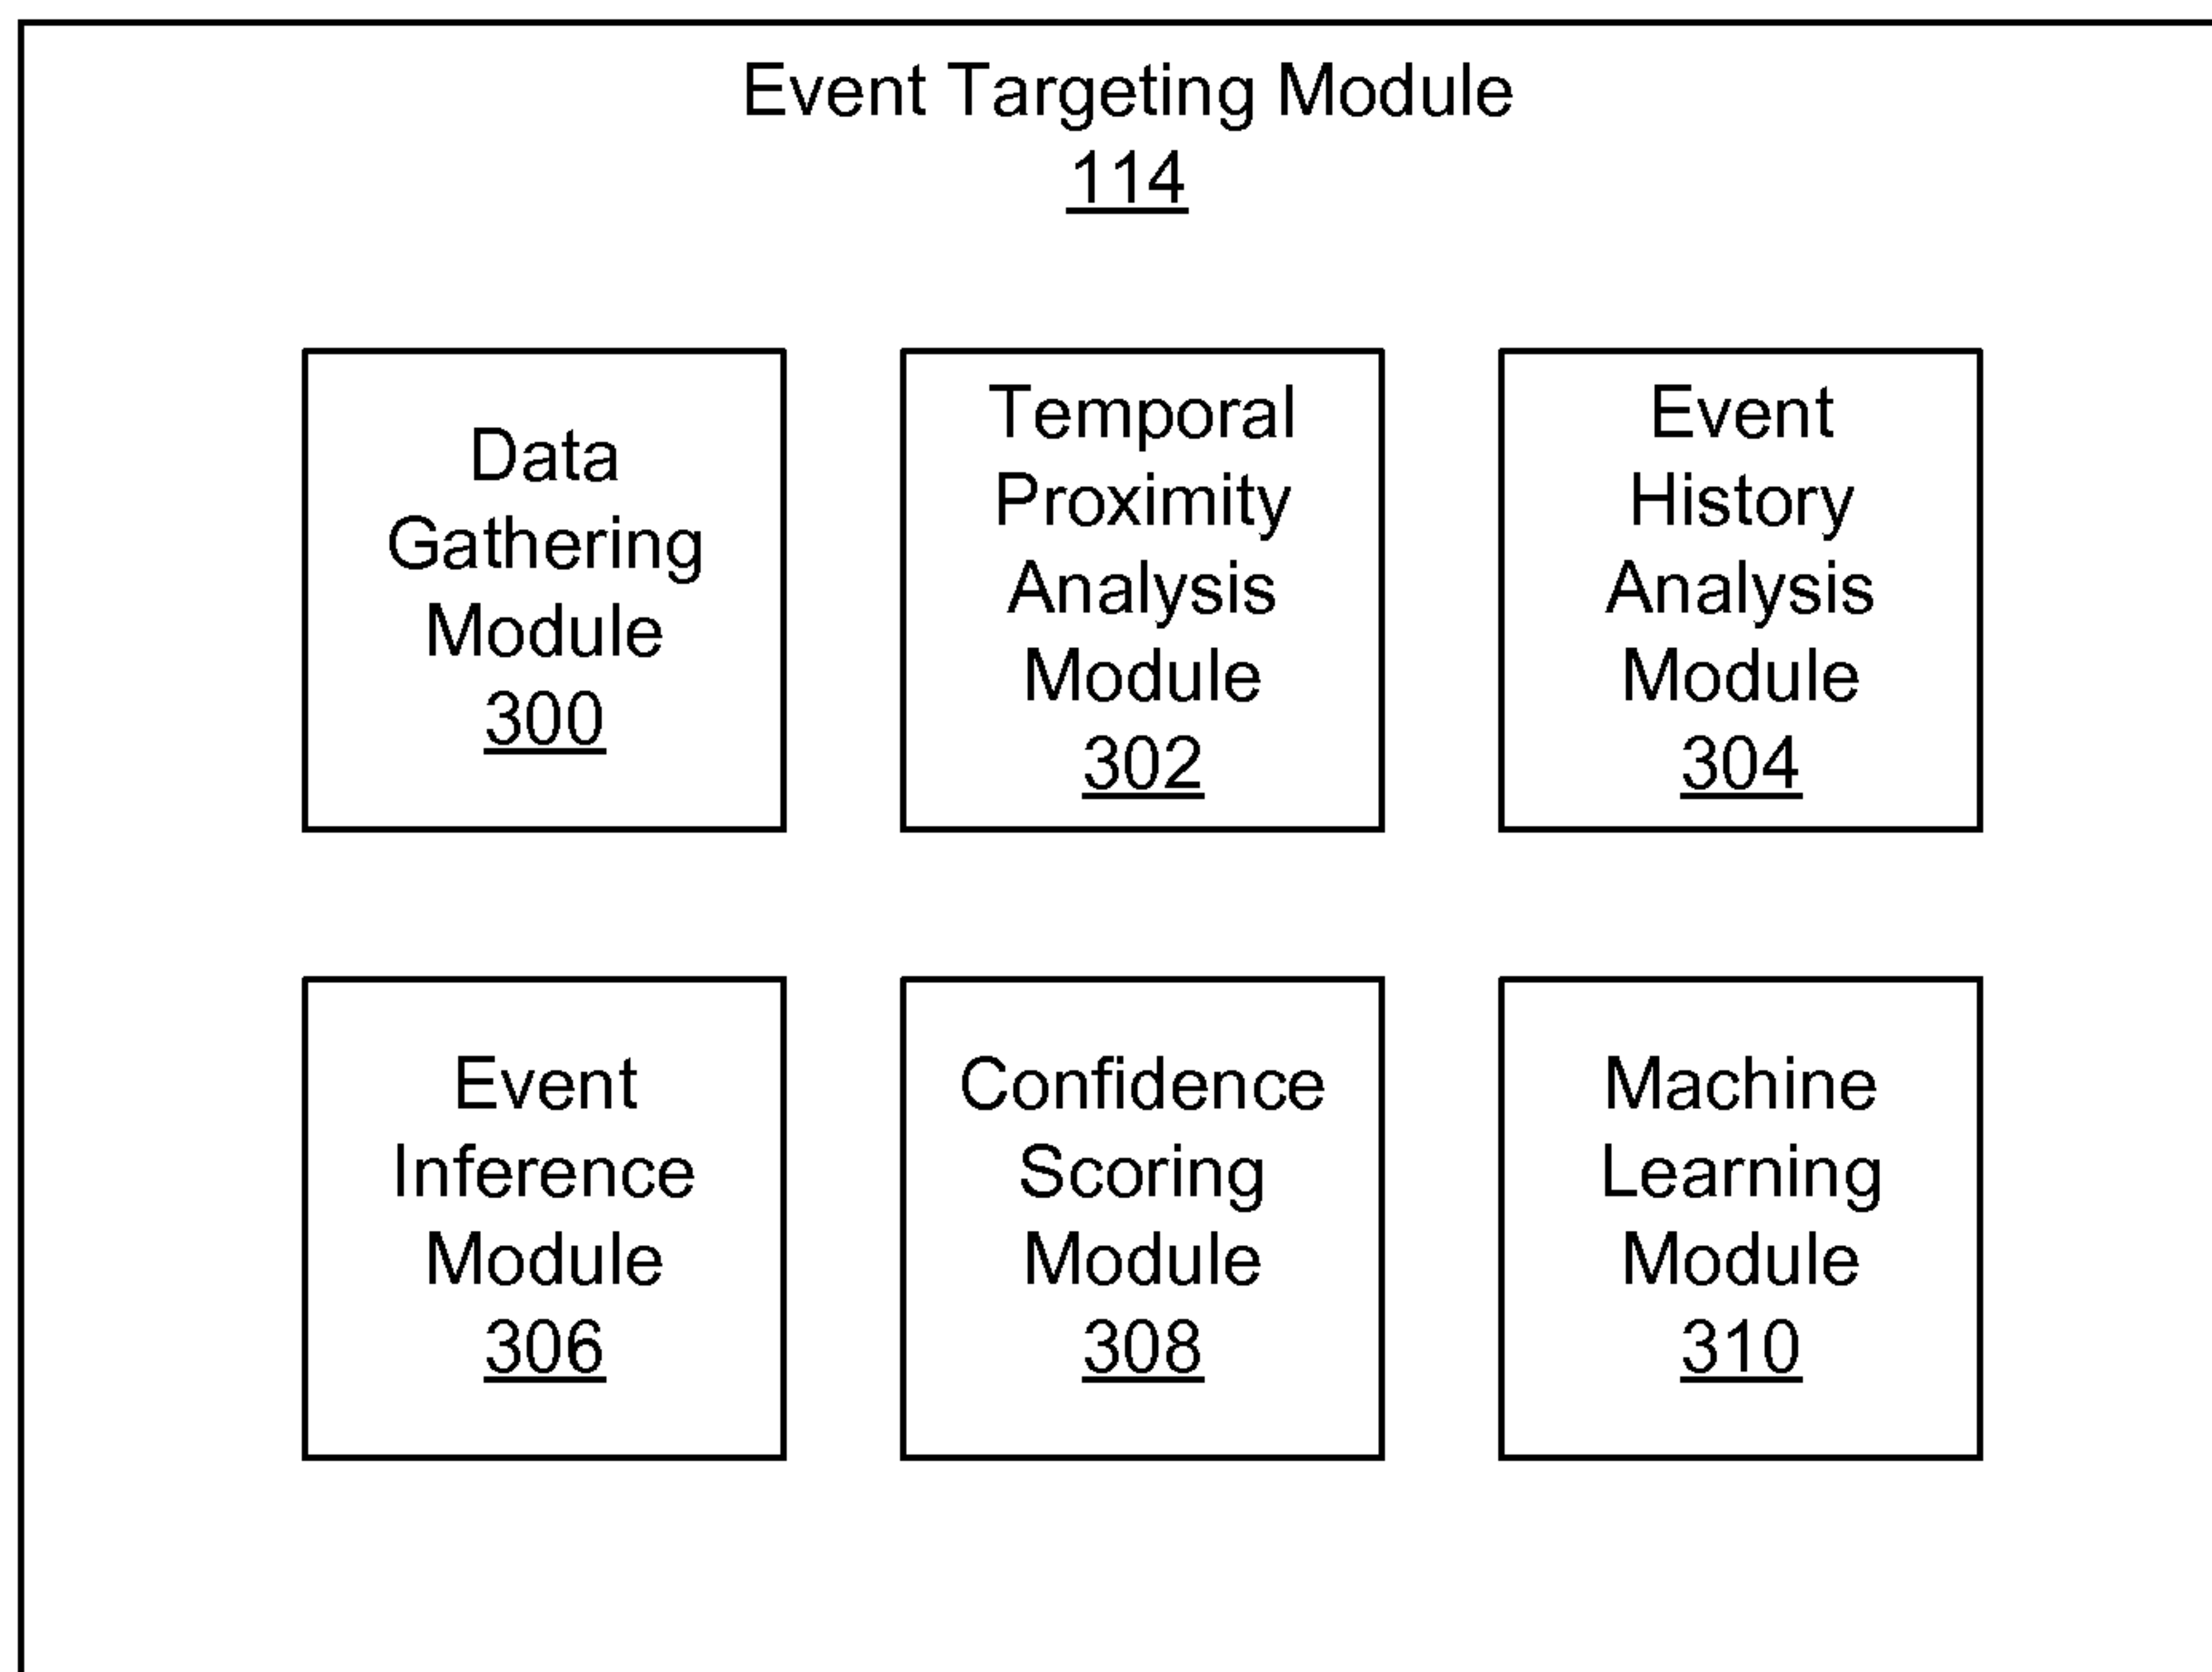 Event Targeting Module
114
Data
Gathering
Module
300
Temporal
Proximity
Analysis
Module
302
Event
History
Analysis
Module
304
Event
Inference
Module
306
Confidence
Scoring
Module
308
Machine
Learning
Module
310